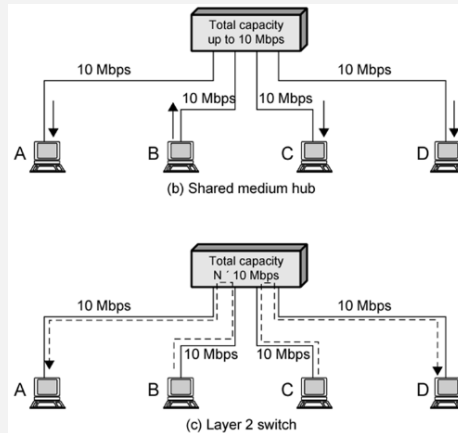 Total capacity
up to 10 Mbps
10 Mbps
10 Mbps
10 Mbps
10 Mbps
A
B
C
D
(b) Shared medium hub
Total capacity
N ´ 10 Mbps
10 Mbps
10 Mbps
10 Mbps
10 Mbps
A
B
C
D
(c) Layer 2 switch